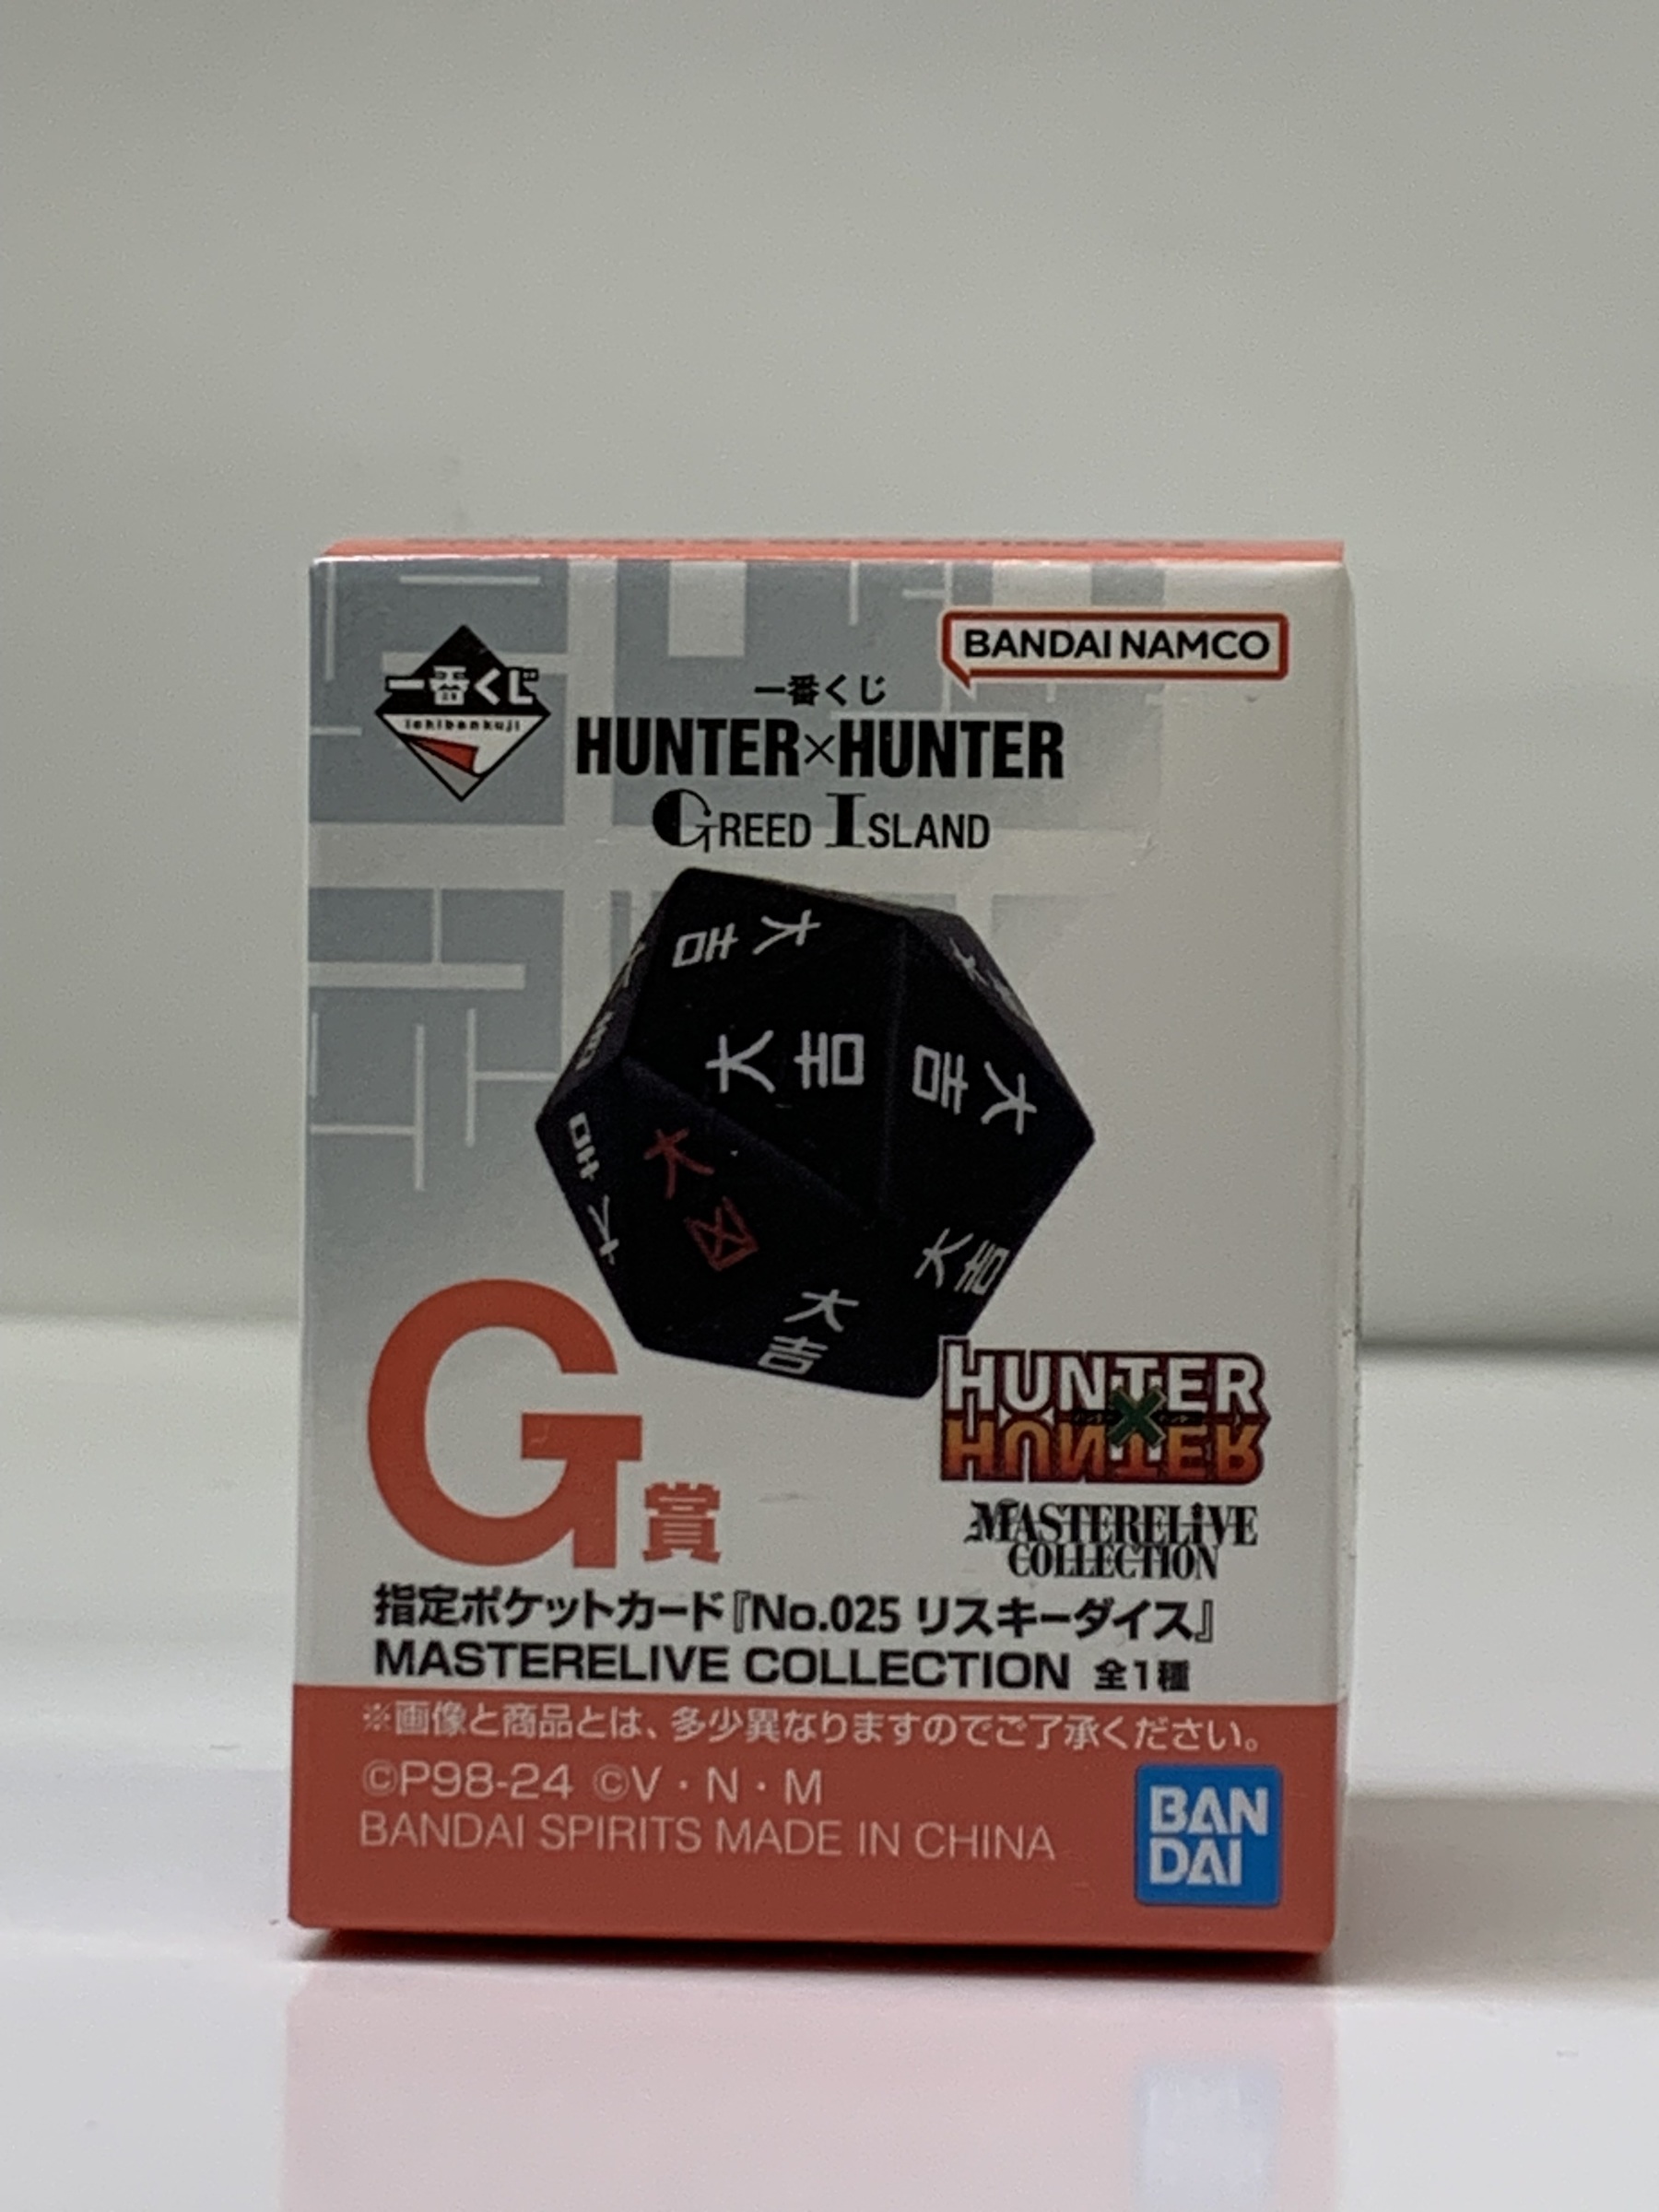 BANDAI NAMCO
一番くじ
ichibankuji
一番くじ
HUNTER×HUNTER
GREED ISLAND
大吉
大吉
大吉
大凶
大吉
大吉
大吉
G賞
HUNTER×HUNTER
MASTERELIVE
COLLECTION
指定ポケットカード『No.025 リスキーダイス』
MASTERELIVE COLLECTION 全1種
※画像と商品とは、多少異なりますのでご了承ください。
©P98-24 ©V・N・M
BANDAI SPIRITS MADE IN CHINA
BAN
DAI